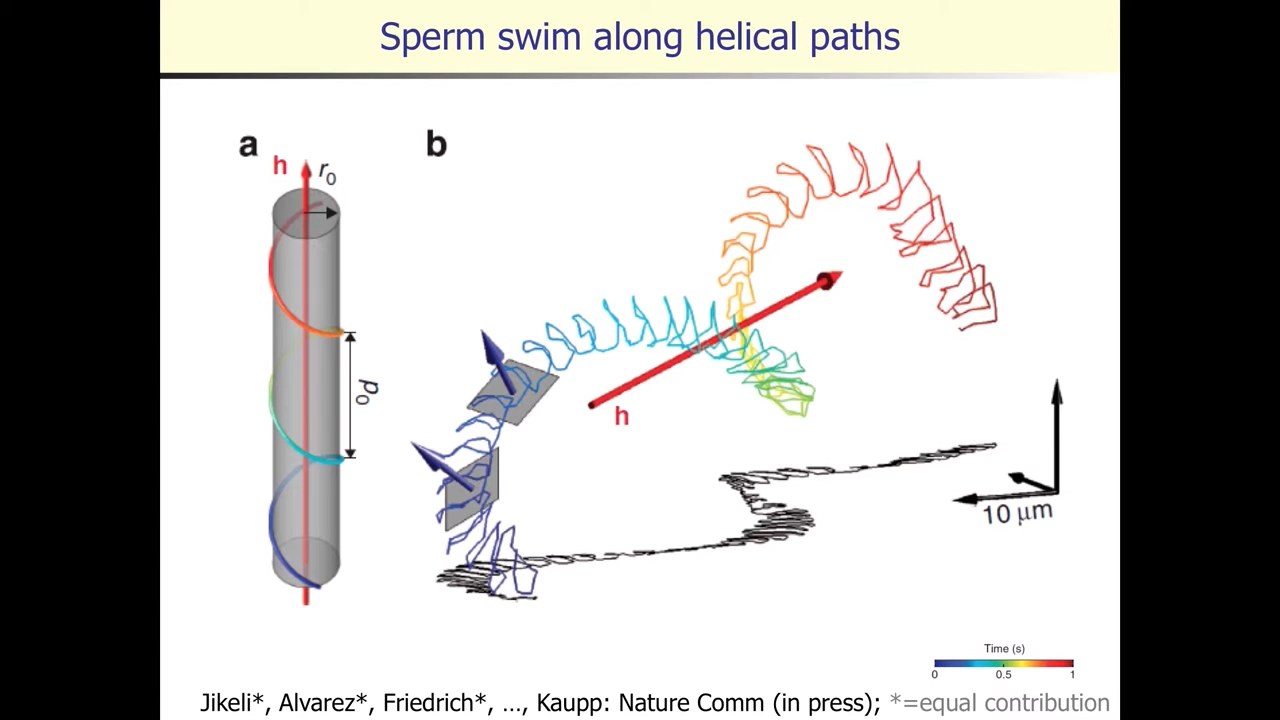 Sperm swim along helical paths
a
b
h
r0
p0
h
10 µm
Time (s)
0
0.5
1
Jikeli*, Alvarez*, Friedrich*, ..., Kaupp: Nature Comm (in press); *=equal contribution